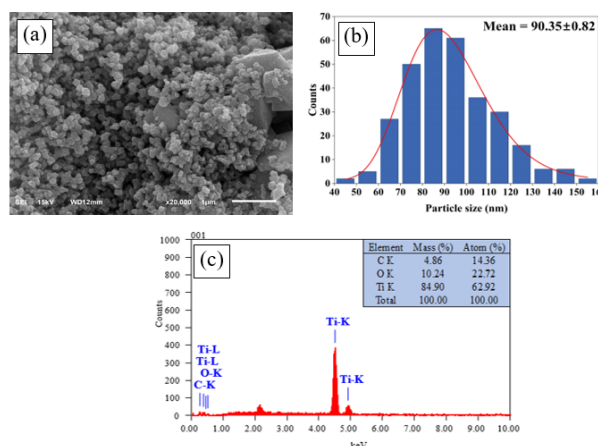 (a)
SEI 15kV WD12mm x20,000 1µm
(b)
Mean = 90.35±0.82
Counts
70
60
50
40
30
20
10
0
40 50 60 70 80 90 100 110 120 130 140 150 160
Particle size (nm)
(c)
001
Counts
1000
900
800
700
600
500
400
300
200
100
0
Element Mass (%) Atom (%)
C K 4.86 14.36
O K 10.24 22.72
Ti K 84.90 62.92
Total 100.00 100.00
Ti-K
Ti-K
Ti-L
Ti-L
O-K
C-K
0.00 1.00 2.00 3.00 4.00 5.00 6.00 7.00 8.00 9.00 10.00
keV